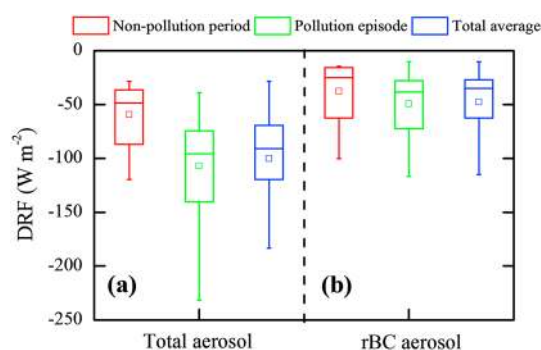 Non-pollution period Pollution episode Total average
0
-50
-100
-150
-200
-250
DRF (W m-2)
(a) (b)
Total aerosol rBC aerosol